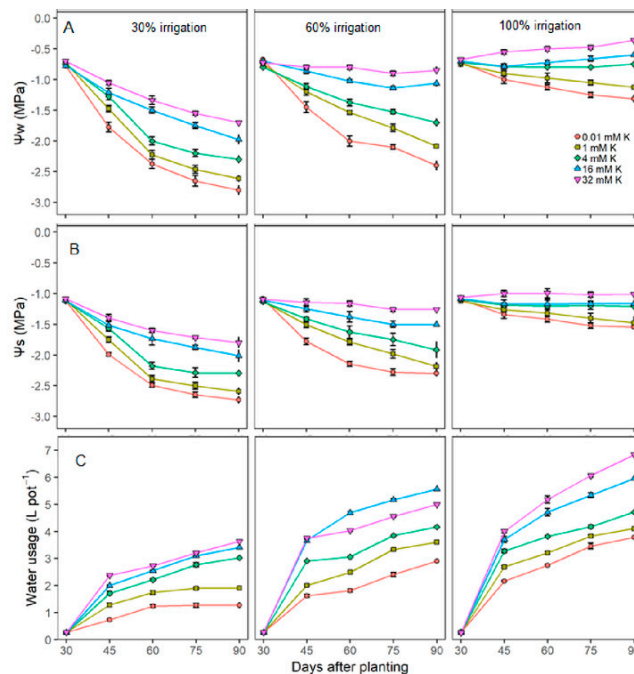 A
30% irrigation
60% irrigation
100% irrigation
Ψw (MPa)
0.0
-0.5
-1.0
-1.5
-2.0
-2.5
-3.0
0.01 mM K
1 mM K
4 mM K
16 mM K
32 mM K
B
Ψs (MPa)
0.0
-0.5
-1.0
-1.5
-2.0
-2.5
-3.0
C
Water usage (L pot⁻¹)
7
6
5
4
3
2
1
0
30 45 60 75 90 30 45 60 75 90 30 45 60 75
Days after planting